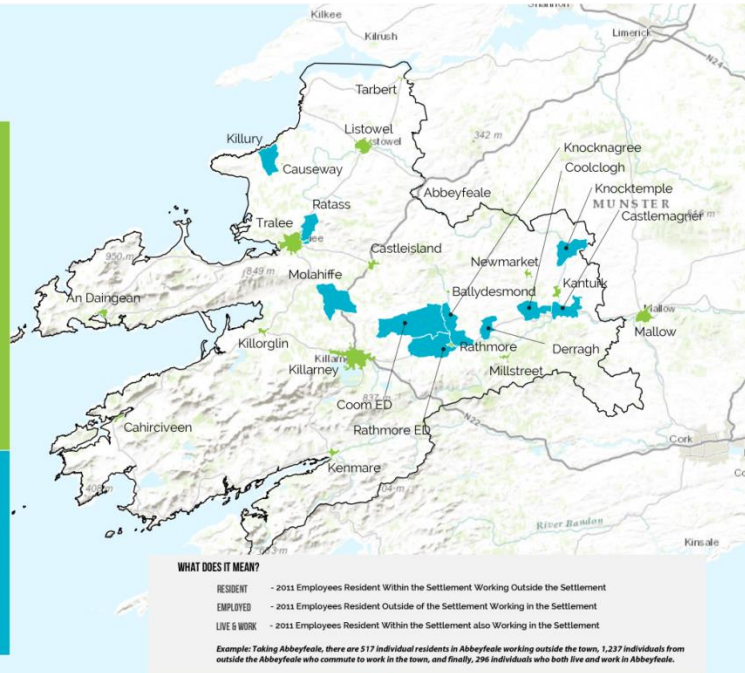 Shannon
Kilkee
Kilrush
Limerick
N24
Tarbert
Listowel
stowel
342 m
Killury
Causeway
Knocknagree
Coolclogh
Knocktemple
MUNSTER
Castlemagner
Abbeyfeale
Ratass
Tralee
950 m
849 m
Castleisland
Newmarket
Molahiffe
Ballydesmond
Kanturk
An Daingean
Mallow
Mallow
Killorglin
Rathmore
Derragh
Killarney
Millstreet
Coom ED
N22
Cahirciveen
Rathmore ED
Cork
Kenmare
River Bandon
Kinsale
WHAT DOES IT MEAN?
RESIDENT - 2011 Employees Resident Within the Settlement Working Outside the Settlement
EMPLOYED - 2011 Employees Resident Outside of the Settlement Working in the Settlement
LIVE & WORK - 2011 Employees Resident Within the Settlement also Working in the Settlement
Example: Taking Abbeyfeale, there are 517 individual residents in Abbeyfeale working outside the town, 1,237 individuals from
outside the Abbeyfeale who commute to work in the town, and finally, 296 individuals who both live and work in Abbeyfeale.